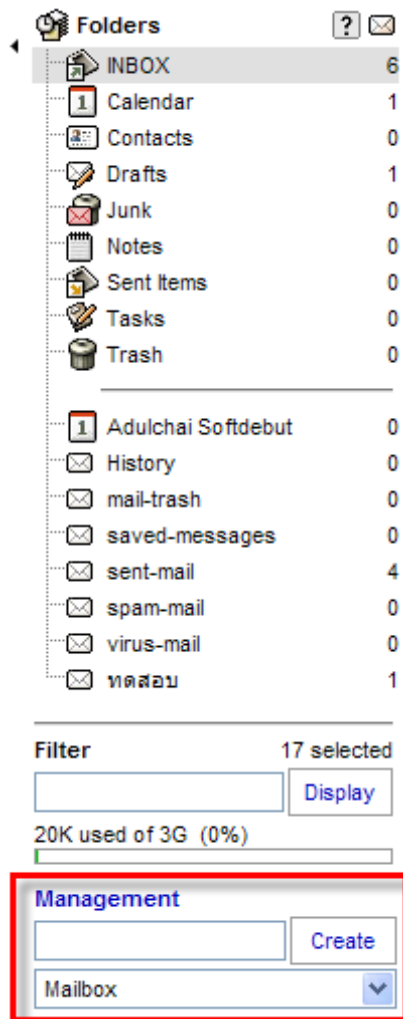 Folders ?
INBOX 6
1 Calendar 1
Contacts 0
Drafts 1
Junk 0
Notes 0
Sent Items 0
Tasks 0
Trash 0
1 Adulchai Softdebut 0
History 0
mail-trash 0
saved-messages 0
sent-mail 4
spam-mail 0
virus-mail 0
ทดสอบ 1
Filter 17 selected
Display
20K used of 3G (0%)
Management
Create
Mailbox